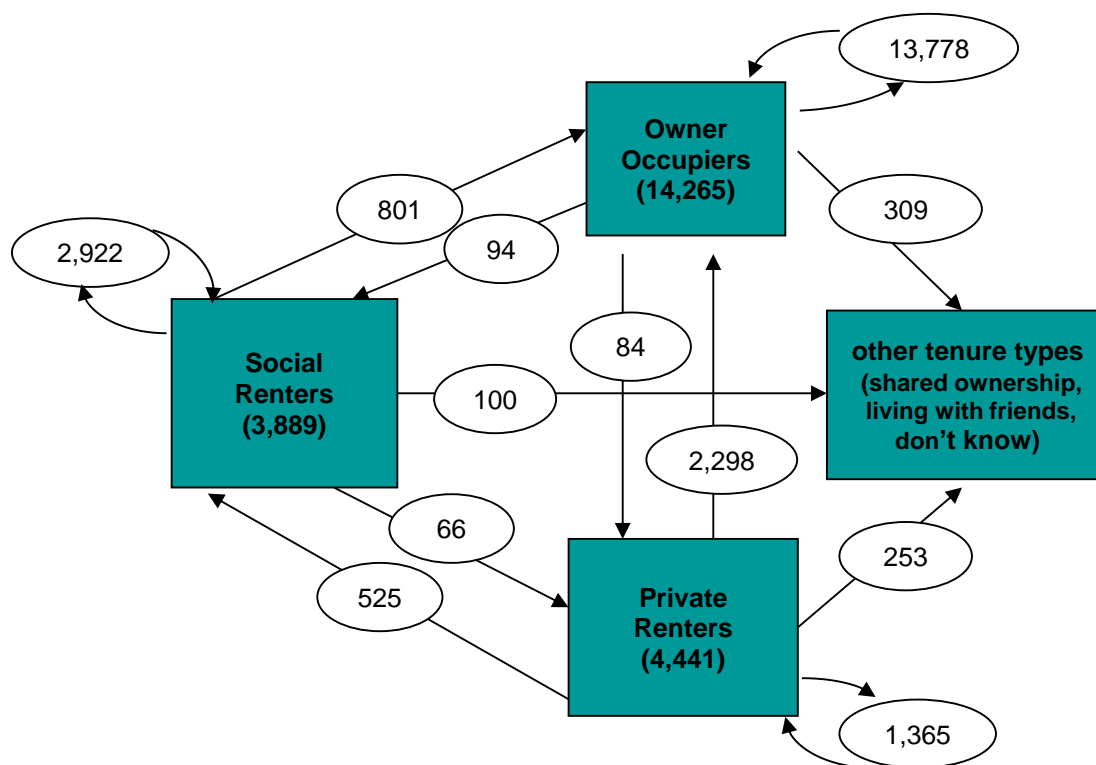 13,778
Owner
Occupiers
(14,265)
801
309
94
2,922
84
Social
Renters
(3,889)
other tenure types
(shared ownership,
living with friends,
don't know)
100
2,298
66
253
525
Private
Renters
(4,441)
1,365